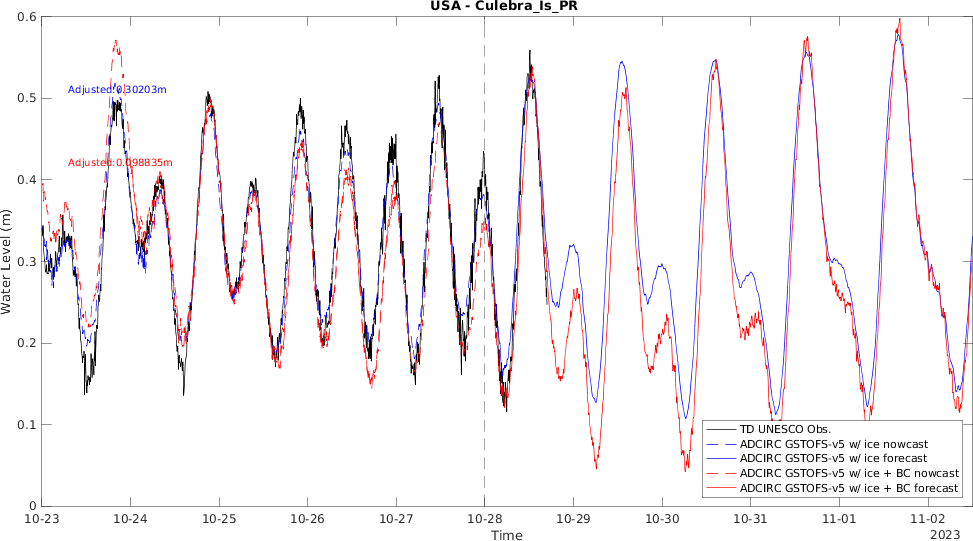 USA - Culebra_Is_PR
0.6
0.5
0.4
0.3
0.2
0.1
0
Water Level (m)
Adjusted:0.30203m
Adjusted:0.098835m
TD UNESCO Obs.
ADCIRC GSTOFS-v5 w/ ice nowcast
ADCIRC GSTOFS-v5 w/ ice forecast
ADCIRC GSTOFS-v5 w/ ice + BC nowcast
ADCIRC GSTOFS-v5 w/ ice + BC forecast
10-23 10-24 10-25 10-26 10-27 10-28 10-29 10-30 10-31 11-01 11-02
Time
2023